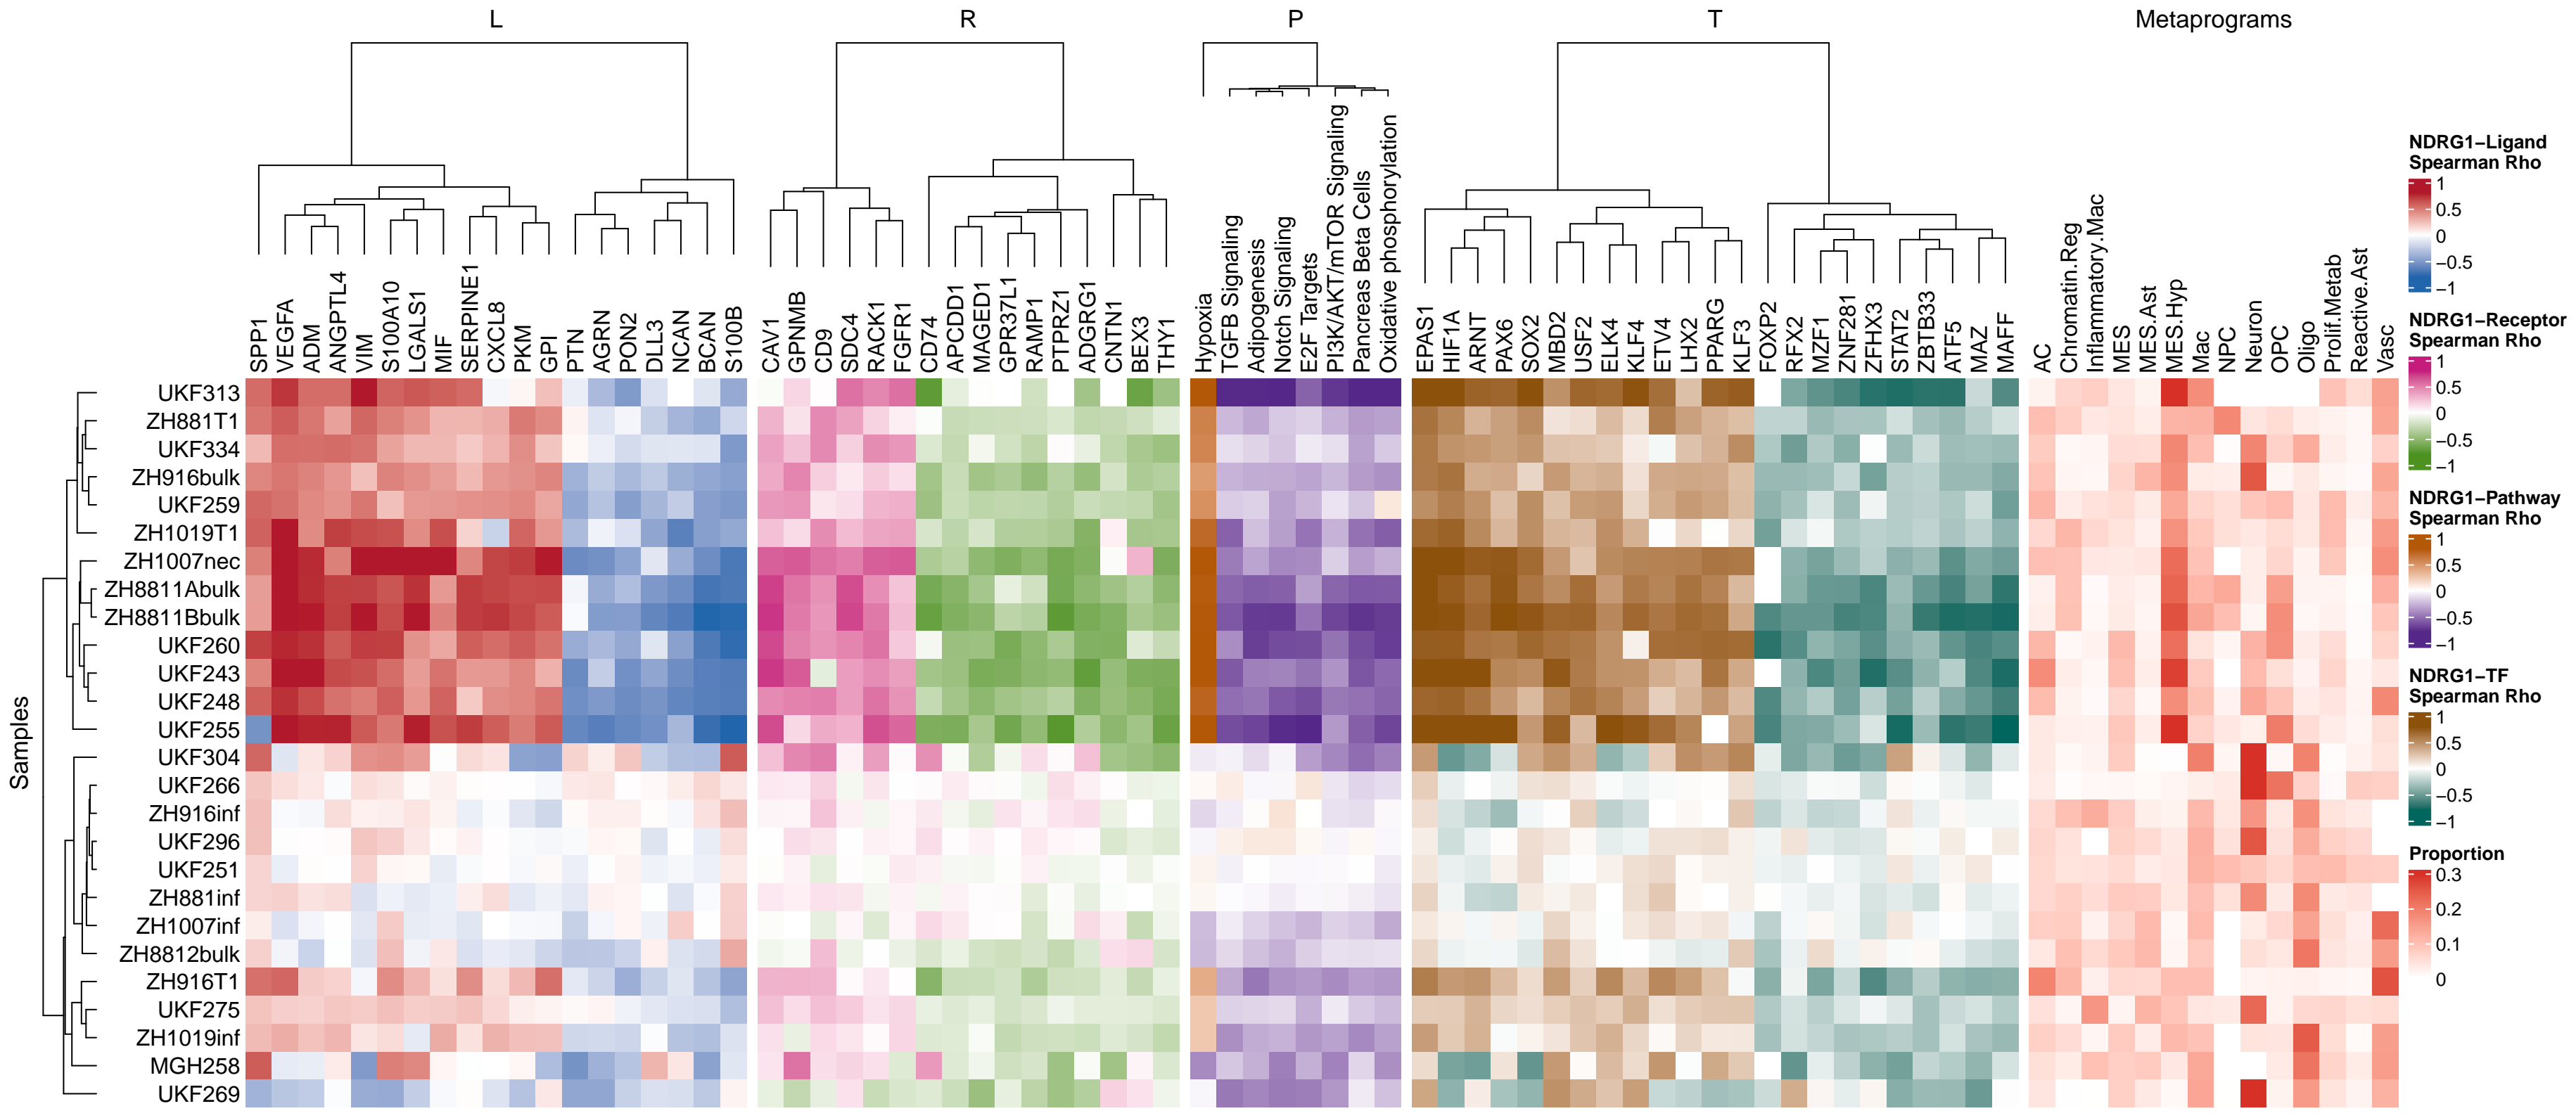 L
R
P
T
Metaprograms
SPP1
VEGFA
ADM
ANGPTL4
VIM
S100A10
LGALS1
MIF
SERPINE1
CXCL8
PKM
GPI
PTN
AGRN
PON2
DLL3
NCAN
BCAN
S100B
CAV1
GPNMB
CD9
SDC4
RACK1
FGFR1
CD74
APCDD1
MAGED1
GPR37L1
RAMP1
PTPRZ1
ADGRG1
CNTN1
BEX3
THY1
Hypoxia
TGFB Signaling
Adipogenesis
Notch Signaling
E2F Targets
PI3K/AKT/mTOR Signaling
Pancreas Beta Cells
Oxidative phosphorylation
EPAS1
HIF1A
ARNT
PAX6
SOX2
MBD2
USF2
ELK4
KLF4
ETV4
LHX2
PPARG
KLF3
FOXP2
RFX2
MZF1
ZNF281
ZFHX3
STAT2
ZBTB33
ATF5
MAZ
MAFF
AC
Chromatin.Reg
Inflammatory.Mac
MES
MES.Ast
MES.Hyp
Mac
NPC
Neuron
OPC
Oligo
Prolif.Metab
Reactive.Ast
Vasc
Samples
UKF313
ZH881T1
UKF334
ZH916bulk
UKF259
ZH1019T1
ZH1007nec
ZH8811Abulk
ZH8811Bbulk
UKF260
UKF243
UKF248
UKF255
UKF304
UKF266
ZH916inf
UKF296
UKF251
ZH881inf
ZH1007inf
ZH8812bulk
ZH916T1
UKF275
ZH1019inf
MGH258
UKF269
NDRG1−Ligand
Spearman Rho
1
0.5
0
−0.5
−1
NDRG1−Receptor
Spearman Rho
1
0.5
0
−0.5
−1
NDRG1−Pathway
Spearman Rho
1
0.5
0
−0.5
−1
NDRG1−TF
Spearman Rho
1
0.5
0
−0.5
−1
Proportion
0.3
0.2
0.1
0